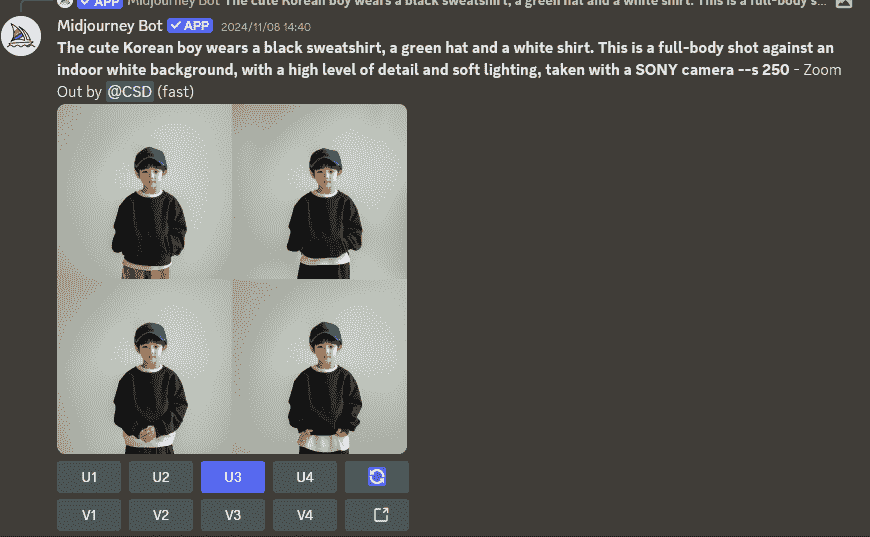 APP Midjourney Bot The cute Korean boy wears a black sweatshirt, a green hat and a white shirt. This is a full-body s...
Midjourney Bot APP 2024/11/08 14:40
The cute Korean boy wears a black sweatshirt, a green hat and a white shirt. This is a full-body shot against an
indoor white background, with a high level of detail and soft lighting, taken with a SONY camera --s 250 - Zoom
Out by @CSD (fast)
U1 U2 U3 U4
V1 V2 V3 V4